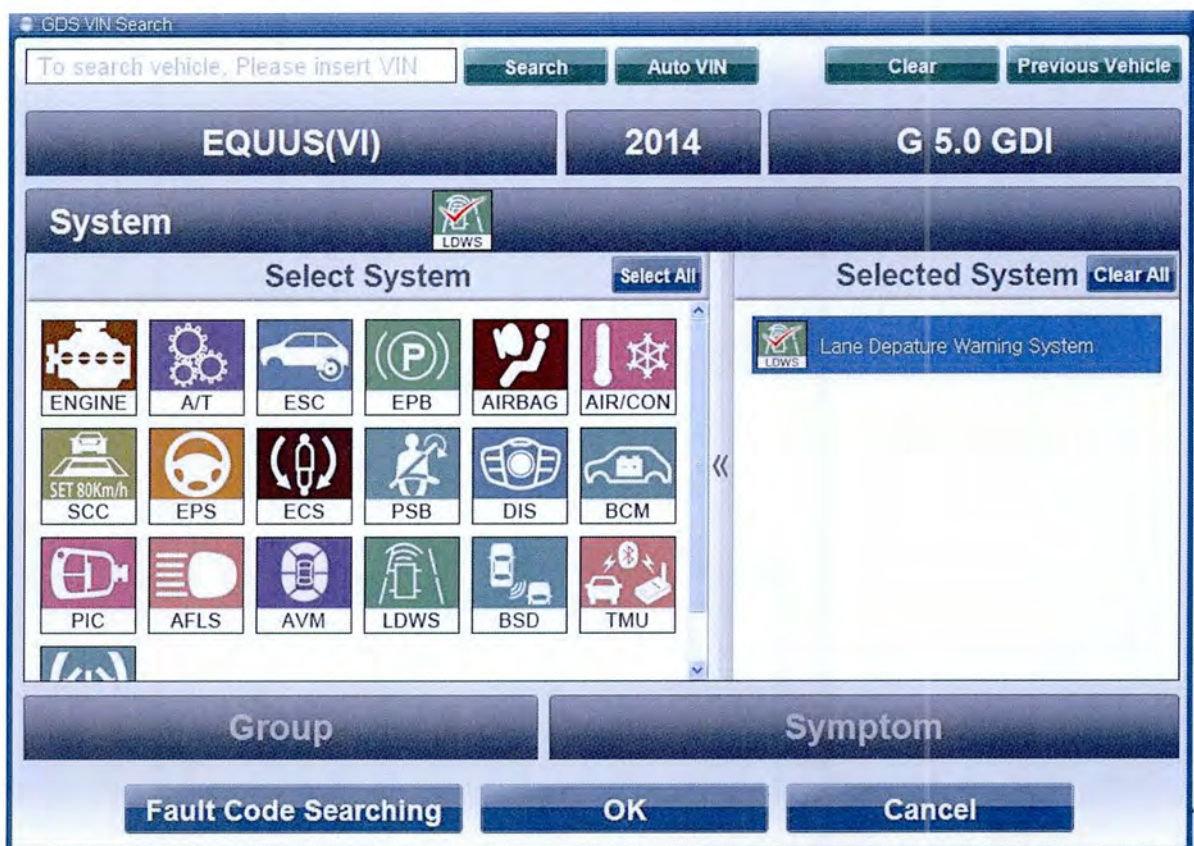 GDS VIN Search
To search vehicle, Please insert VIN Search Auto VIN Clear Previous Vehicle
EQUUS(VI) 2014 G 5.0 GDI
System LDWS
Select System Select All Selected System Clear All
LDWS Lane Depature Warning System
ENGINE A/T ESC EPB AIRBAG AIR/CON
SET 80Km/h
SCC EPS ECS PSB DIS BCM
PIC AFLS AVM LDWS BSD TMU
Group Symptom
Fault Code Searching OK Cancel